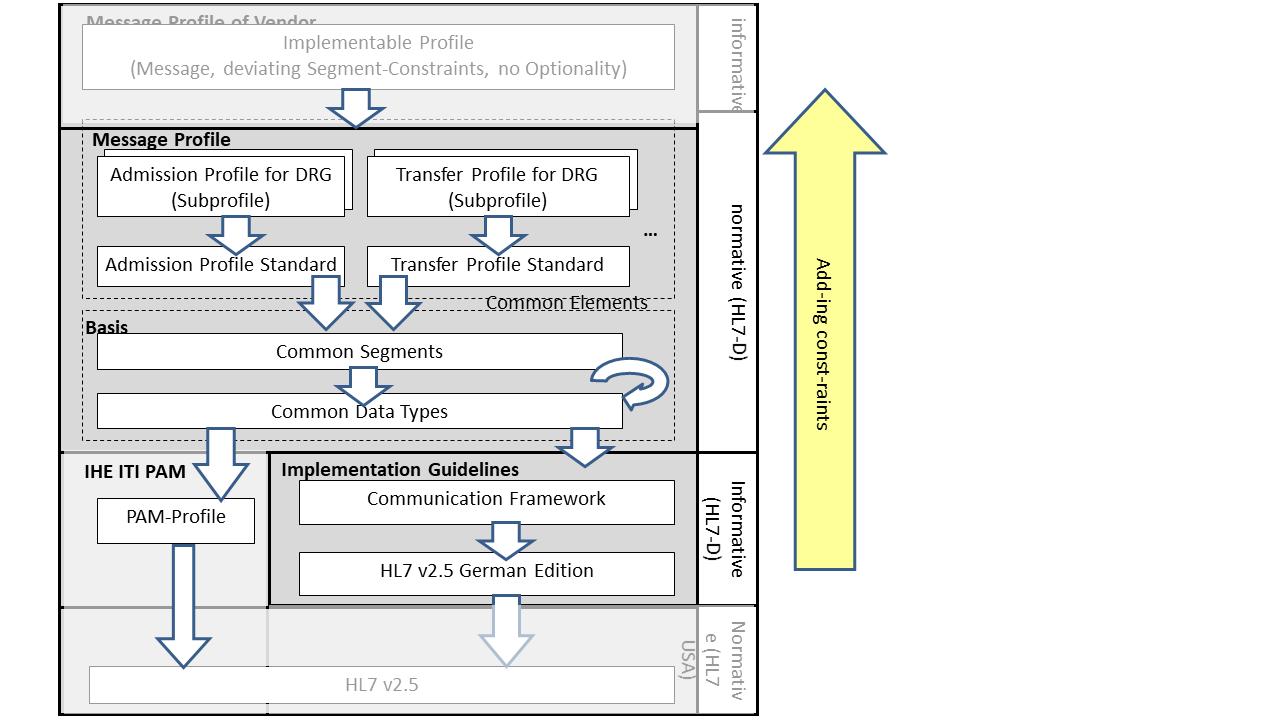 Message Profile of Vendor
Implementable Profile
(Message, deviating Segment-Constraints, no Optionality)
informative
Message Profile
Admission Profile for DRG
(Subprofile)
Transfer Profile for DRG
(Subprofile)
...
Admission Profile Standard
Transfer Profile Standard
Common Elements
Basis
Common Segments
Common Data Types
normative (HL7-D)
Add-ing const-raints
IHE ITI PAM
PAM-Profile
Implementation Guidelines
Communication Framework
HL7 v2.5 German Edition
Informative
(HL7-D)
HL7 v2.5
Normativ
e (HL7
USA)